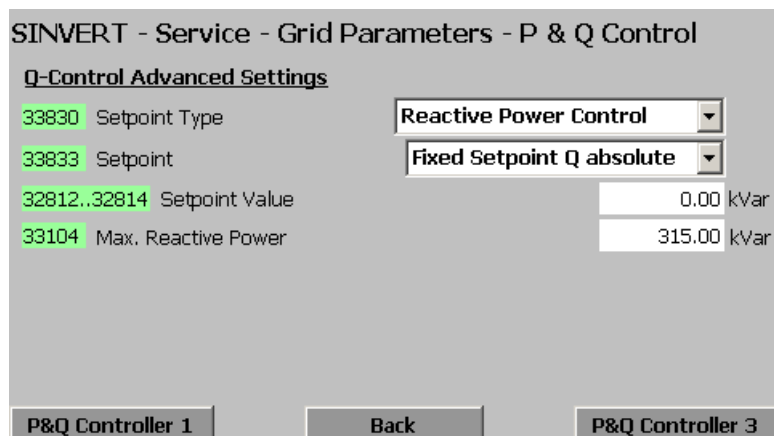 SINVERT - Service - Grid Parameters - P & Q Control
Q-Control Advanced Settings
33830 Setpoint Type Reactive Power Control
33833 Setpoint Fixed Setpoint Q absolute
32812..32814 Setpoint Value 0.00 kVar
33104 Max. Reactive Power 315.00 kVar
P&Q Controller 1 Back P&Q Controller 3